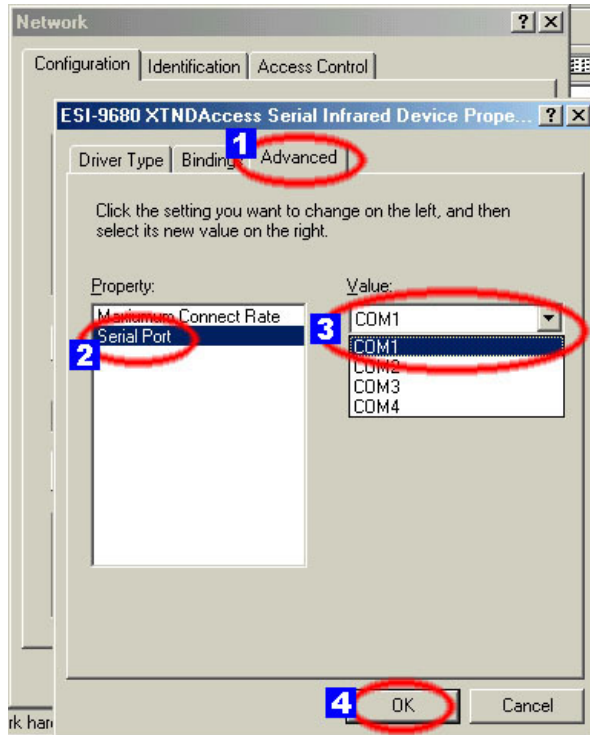 Network
Configuration Identification Access Control
ESI-9680 XTNDAccess Serial Infrared Device Prope...
1
Driver Type Bindings Advanced
Click the setting you want to change on the left, and then
select its new value on the right.
Property: Value:
Maxiumum Connect Rate
Serial Port
2
3
COM1
COM1
COM2
COM3
COM4
4
OK Cancel
rk har